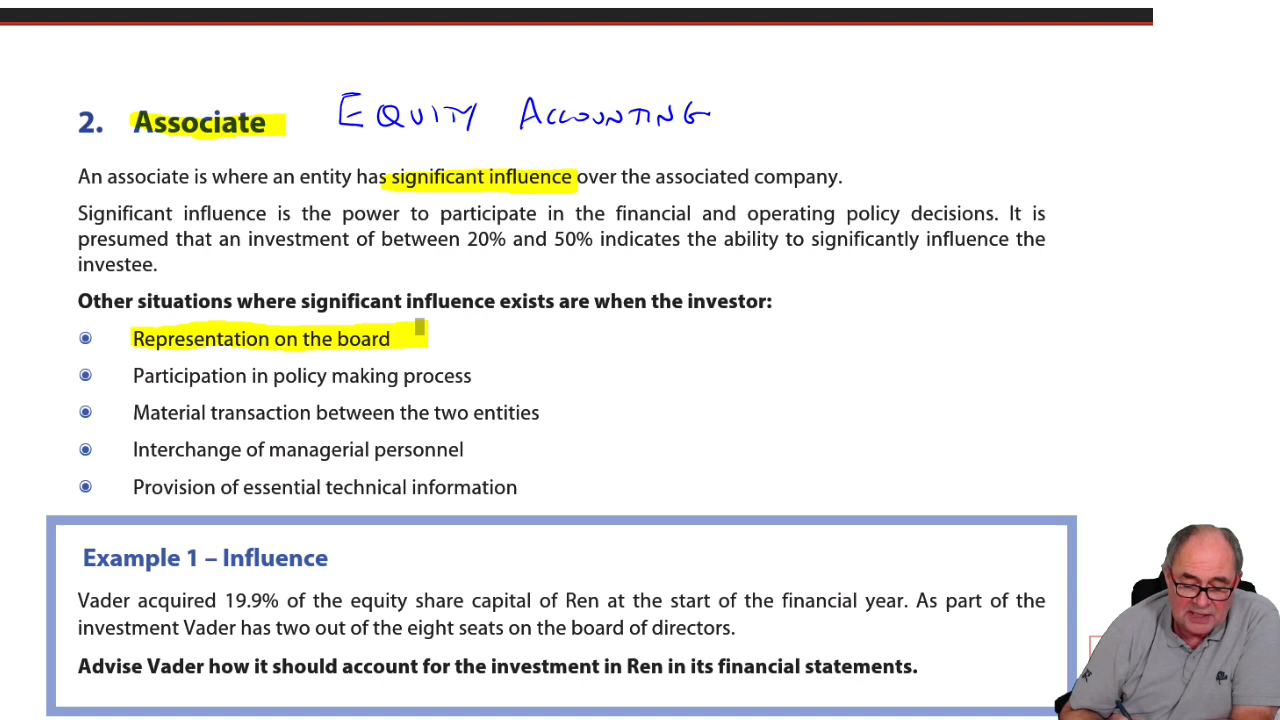 2. Associate EQUITY ACCOUNTING
An associate is where an entity has significant influence over the associated company.
Significant influence is the power to participate in the financial and operating policy decisions. It is
presumed that an investment of between 20% and 50% indicates the ability to significantly influence the
investee.
Other situations where significant influence exists are when the investor:
Representation on the board
Participation in policy making process
Material transaction between the two entities
Interchange of managerial personnel
Provision of essential technical information
Example 1 – Influence
Vader acquired 19.9% of the equity share capital of Ren at the start of the financial year. As part of the
investment Vader has two out of the eight seats on the board of directors.
Advise Vader how it should account for the investment in Ren in its financial statements.